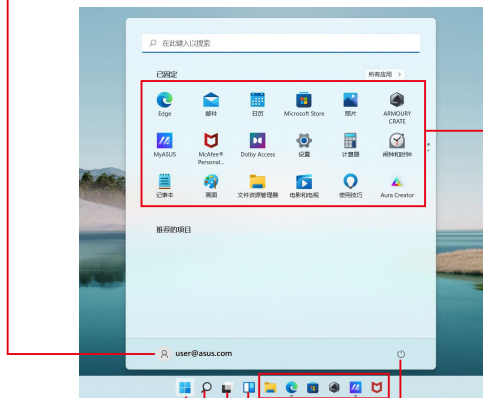 在此键入以搜索
已固定 所有应用 >
Edge 邮件 日历 Microsoft Store 照片 ARMOURY CRATE
MyASUS McAfee® Personal... Dolby Access 设置 计算器 闹钟和时钟
记事本 画图 文件资源管理器 电影和电视 使用技巧 Aura Creator
推荐的项目
user@asus.com